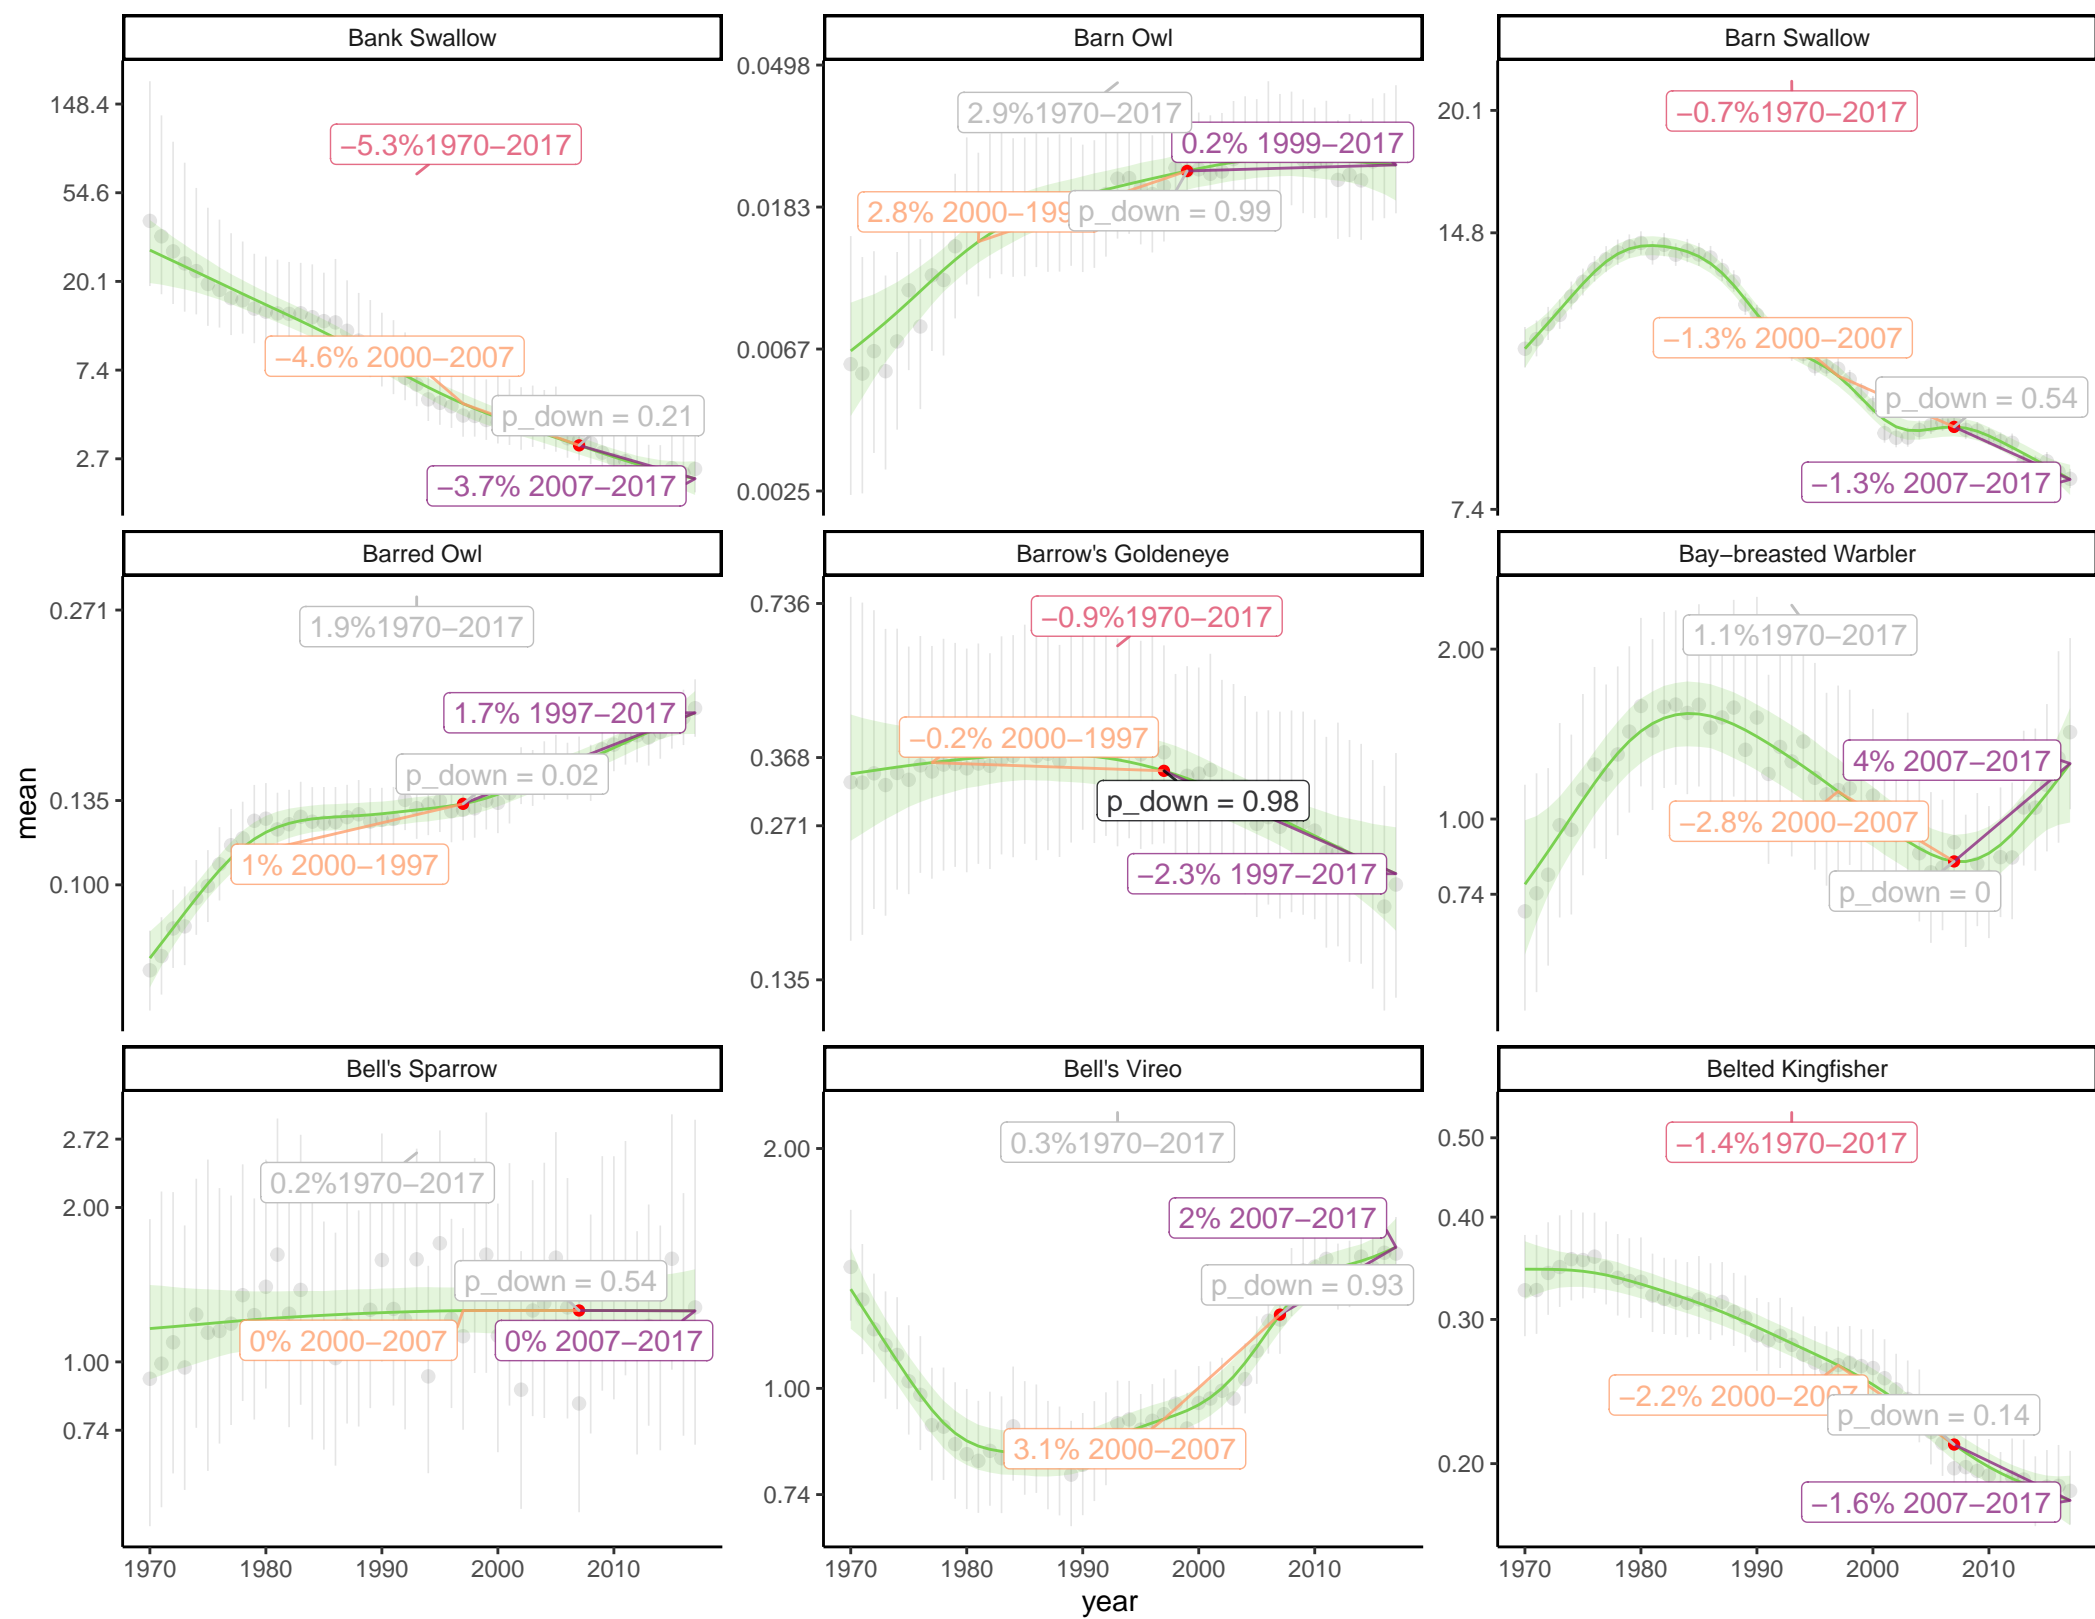 Bank Swallow
148.4
54.6
20.1
7.4
2.7
−5.3%1970−2017
−4.6% 2000−2007
p_down = 0.21
−3.7% 2007−2017
Barn Owl
0.0498
0.0183
0.0067
0.0025
2.9%1970−2017
0.2% 1999−2017
2.8% 2000−199
p_down = 0.99
Barn Swallow
20.1
14.8
7.4
−0.7%1970−2017
−1.3% 2000−2007
p_down = 0.54
−1.3% 2007−2017
mean
Barred Owl
0.271
0.135
0.100
1.9%1970−2017
1.7% 1997−2017
p_down = 0.02
1% 2000−1997
Barrow's Goldeneye
0.736
0.368
0.271
0.135
−0.9%1970−2017
−0.2% 2000−1997
p_down = 0.98
−2.3% 1997−2017
Bay−breasted Warbler
2.00
1.00
0.74
1.1%1970−2017
4% 2007−2017
−2.8% 2000−2007
p_down = 0
Bell's Sparrow
2.72
2.00
1.00
0.74
0.2%1970−2017
p_down = 0.54
0% 2000−2007
0% 2007−2017
1970 1980 1990 2000 2010
Bell's Vireo
2.00
1.00
0.74
0.3%1970−2017
2% 2007−2017
p_down = 0.93
3.1% 2000−2007
1970 1980 1990 2000 2010
Belted Kingfisher
0.50
0.40
0.30
0.20
−1.4%1970−2017
−2.2% 2000−2007
p_down = 0.14
−1.6% 2007−2017
1970 1980 1990 2000 2010
year